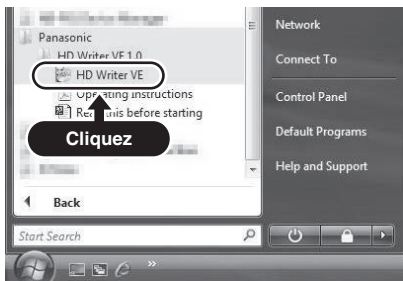 Panasonic
HD Writer VE 1.0
HD Writer VE
Operating Instructions
Read this before starting
Cliquez
Back
Start Search
Network
Connect To
Control Panel
Default Programs
Help and Support